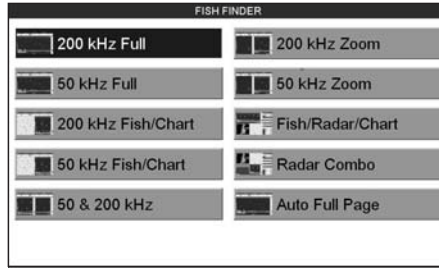 FISH FINDER
200 kHz Full
50 kHz Full
200 kHz Fish/Chart
50 kHz Fish/Chart
50 & 200 kHz
200 kHz Zoom
50 kHz Zoom
Fish/Radar/Chart
Radar Combo
Auto Full Page